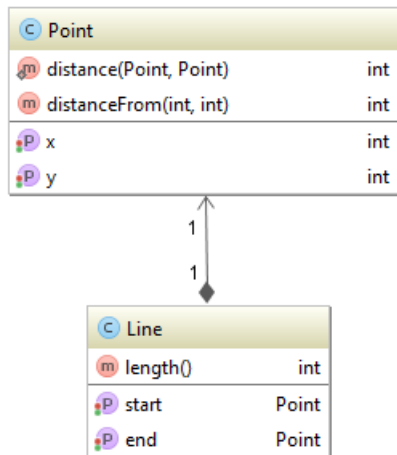 C Point
m distance(Point, Point) int
m distanceFrom(int, int) int
P x int
P y int
1
1
C Line
m length() int
P start Point
P end Point